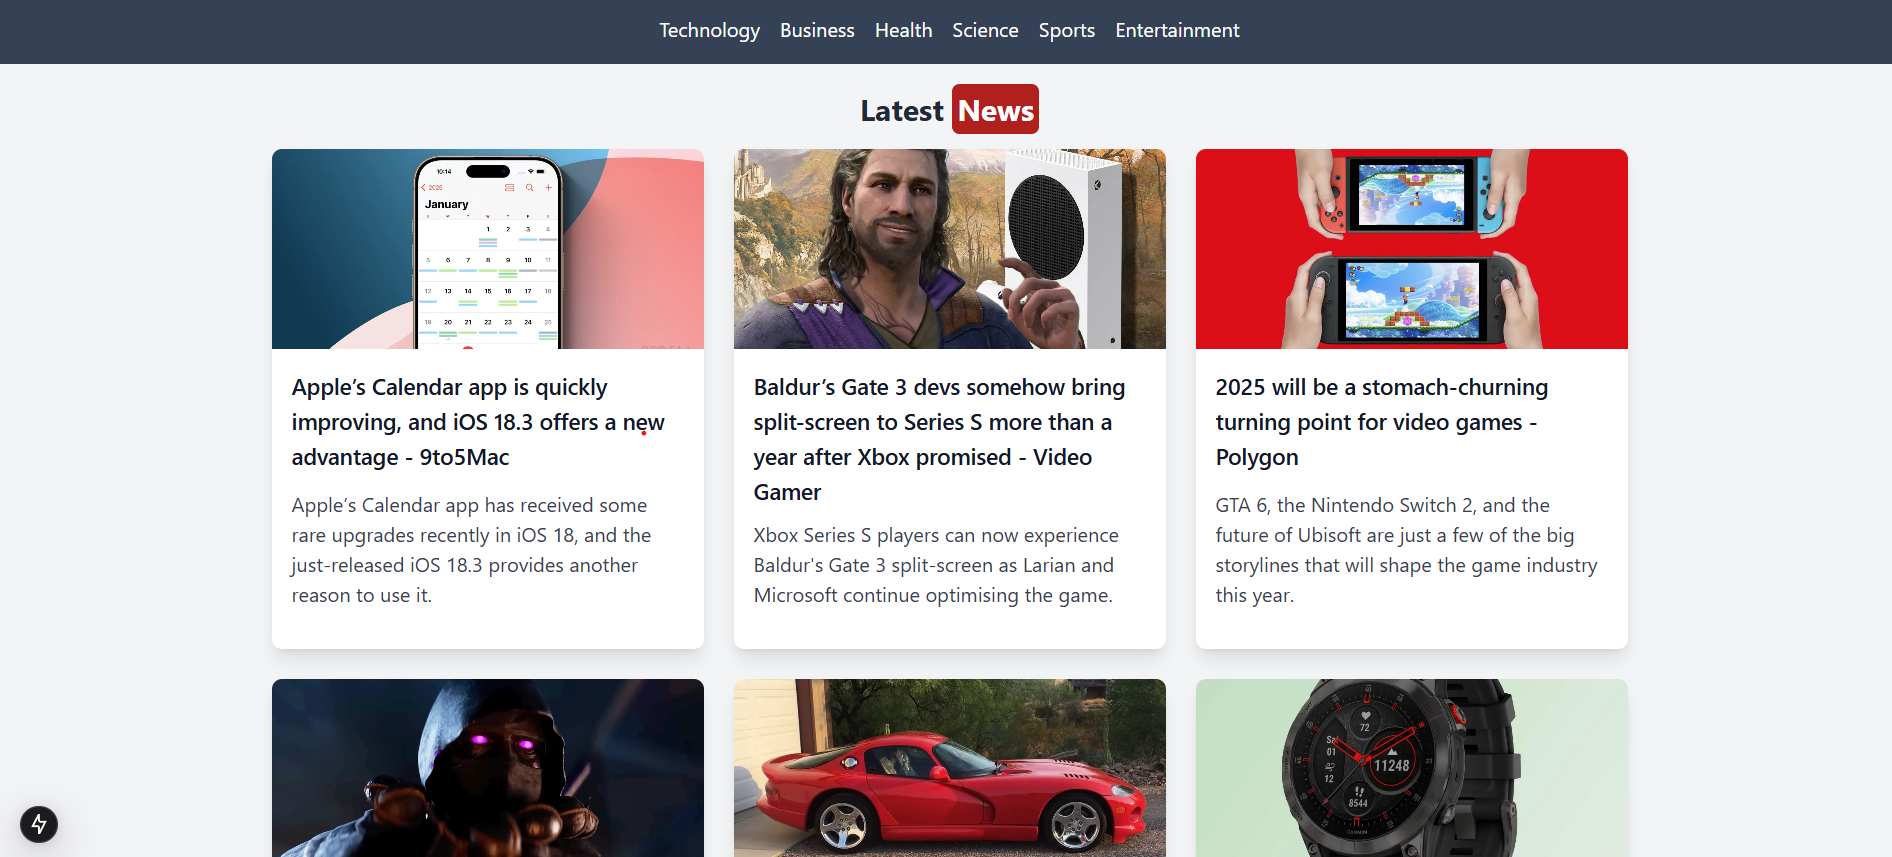 Technology Business Health Science Sports Entertainment
Latest News
10:14
2025
January
1 2 3 4
5 6 7 8 9 10 11
12 13 14 15 16 17 18
19 20 21 22 23 24 25
Apple’s Calendar app is quickly
improving, and iOS 18.3 offers a new
advantage - 9to5Mac
Apple’s Calendar app has received some
rare upgrades recently in iOS 18, and the
just-released iOS 18.3 provides another
reason to use it.
Baldur’s Gate 3 devs somehow bring
split-screen to Series S more than a
year after Xbox promised - Video
Gamer
Xbox Series S players can now experience
Baldur's Gate 3 split-screen as Larian and
Microsoft continue optimising the game.
2025 will be a stomach-churning
turning point for video games -
Polygon
GTA 6, the Nintendo Switch 2, and the
future of Ubisoft are just a few of the big
storylines that will shape the game industry
this year.
72
Sa
01
12
11248
8544
GARMIN